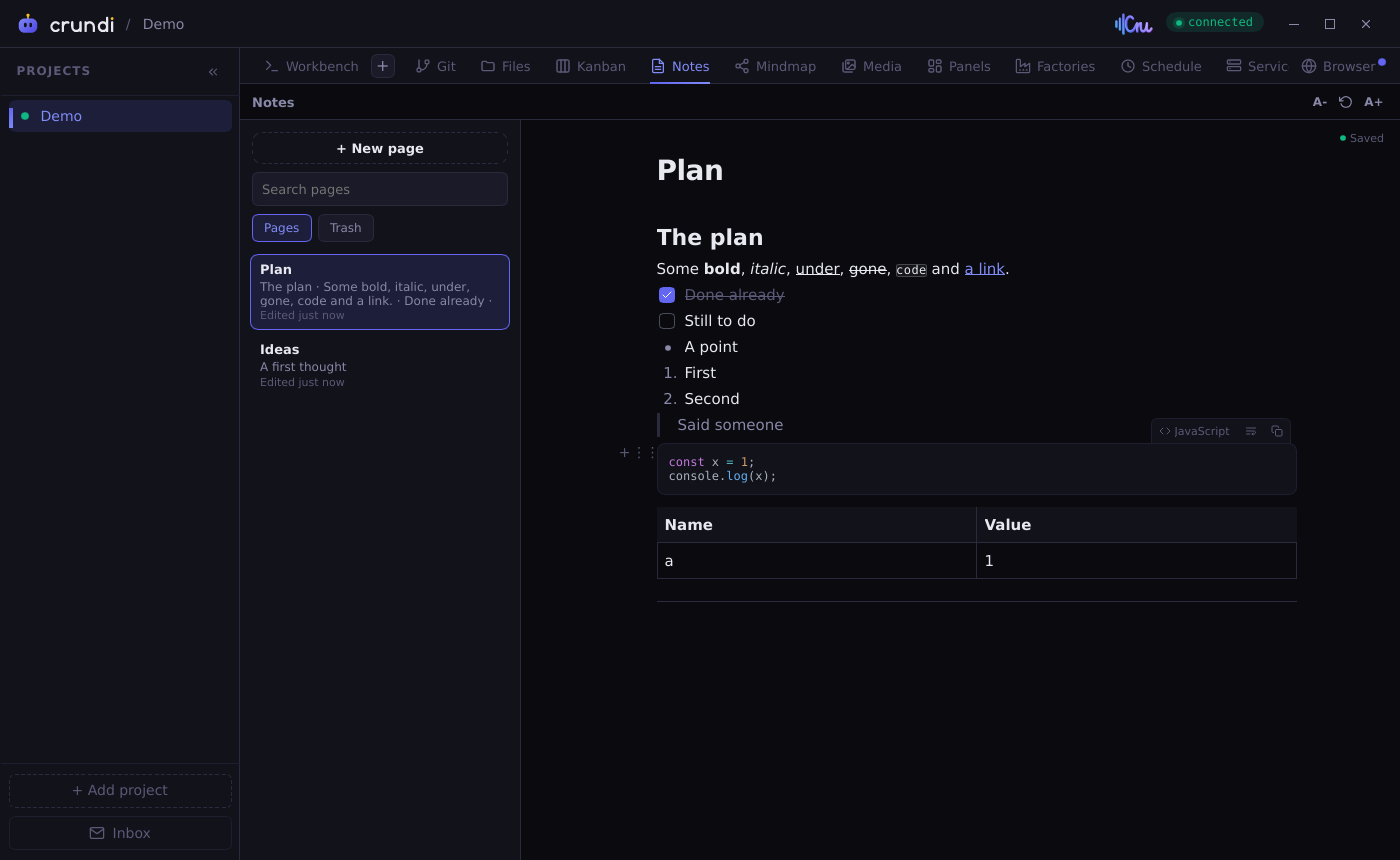 crundi / Demo
Cru
connected
PROJECTS
Demo
+ Add project
Inbox
Workbench + Git Files Kanban Notes Mindmap Media Panels Factories Schedule Servic Browser
Notes
A- A+
+ New page
Search pages
Pages Trash
Plan
The plan · Some bold, italic, under,
gone, code and a link. · Done already ·
Edited just now
Ideas
A first thought
Edited just now
Saved
Plan
The plan
Some bold, italic, under, gone, code and a link.
Done already
Still to do
• A point
1. First
2. Second
Said someone
JavaScript
const x = 1;
console.log(x);
Name Value
a 1